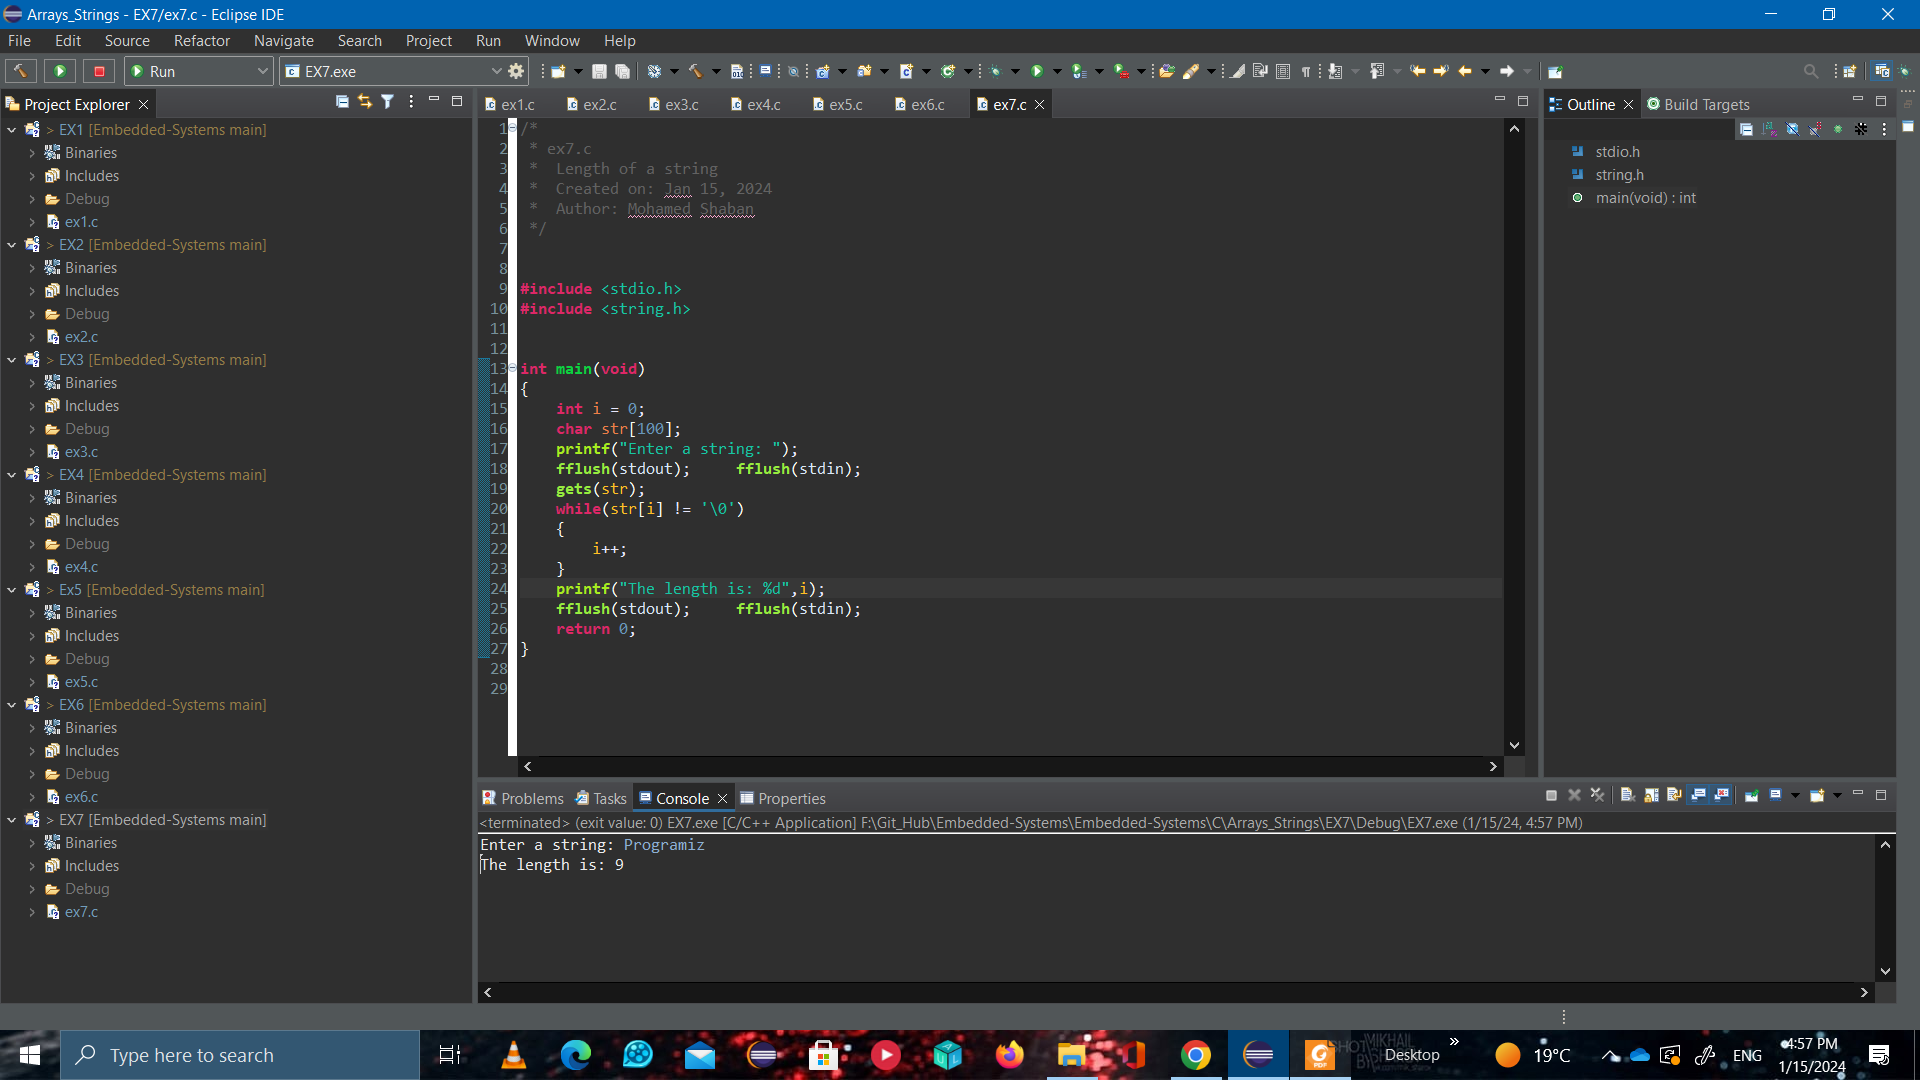 Arrays_Strings - EX7/ex7.c - Eclipse IDE
File Edit Source Refactor Navigate Search Project Run Window Help
Run
EX7.exe
Project Explorer
> EX1 [Embedded-Systems main]
Binaries
Includes
Debug
ex1.c
> EX2 [Embedded-Systems main]
Binaries
Includes
Debug
ex2.c
> EX3 [Embedded-Systems main]
Binaries
Includes
Debug
ex3.c
> EX4 [Embedded-Systems main]
Binaries
Includes
Debug
ex4.c
> Ex5 [Embedded-Systems main]
Binaries
Includes
Debug
ex5.c
> EX6 [Embedded-Systems main]
Binaries
Includes
Debug
ex6.c
> EX7 [Embedded-Systems main]
Binaries
Includes
Debug
ex7.c
ex1.c ex2.c ex3.c ex4.c ex5.c ex6.c ex7.c
1 /*
2  * ex7.c
3  *  Length of a string
4  *  Created on: Jan 15, 2024
5  *  Author: Mohamed Shaban
6  */
7
8
9 #include <stdio.h>
10 #include <string.h>
11
12
13 int main(void)
14 {
15     int i = 0;
16     char str[100];
17     printf("Enter a string: ");
18     fflush(stdout);     fflush(stdin);
19     gets(str);
20     while(str[i] != '\0')
21     {
22         i++;
23     }
24     printf("The length is: %d",i);
25     fflush(stdout);     fflush(stdin);
26     return 0;
27 }
28
29
Outline Build Targets
stdio.h
string.h
main(void) : int
Problems Tasks Console Properties
<terminated> (exit value: 0) EX7.exe [C/C++ Application] F:\Git_Hub\Embedded-Systems\Embedded-Systems\C\Arrays_Strings\EX7\Debug\EX7.exe (1/15/24, 4:57 PM)
Enter a string: Programiz
The length is: 9
Type here to search
Desktop
19°C
ENG
4:57 PM
1/15/2024